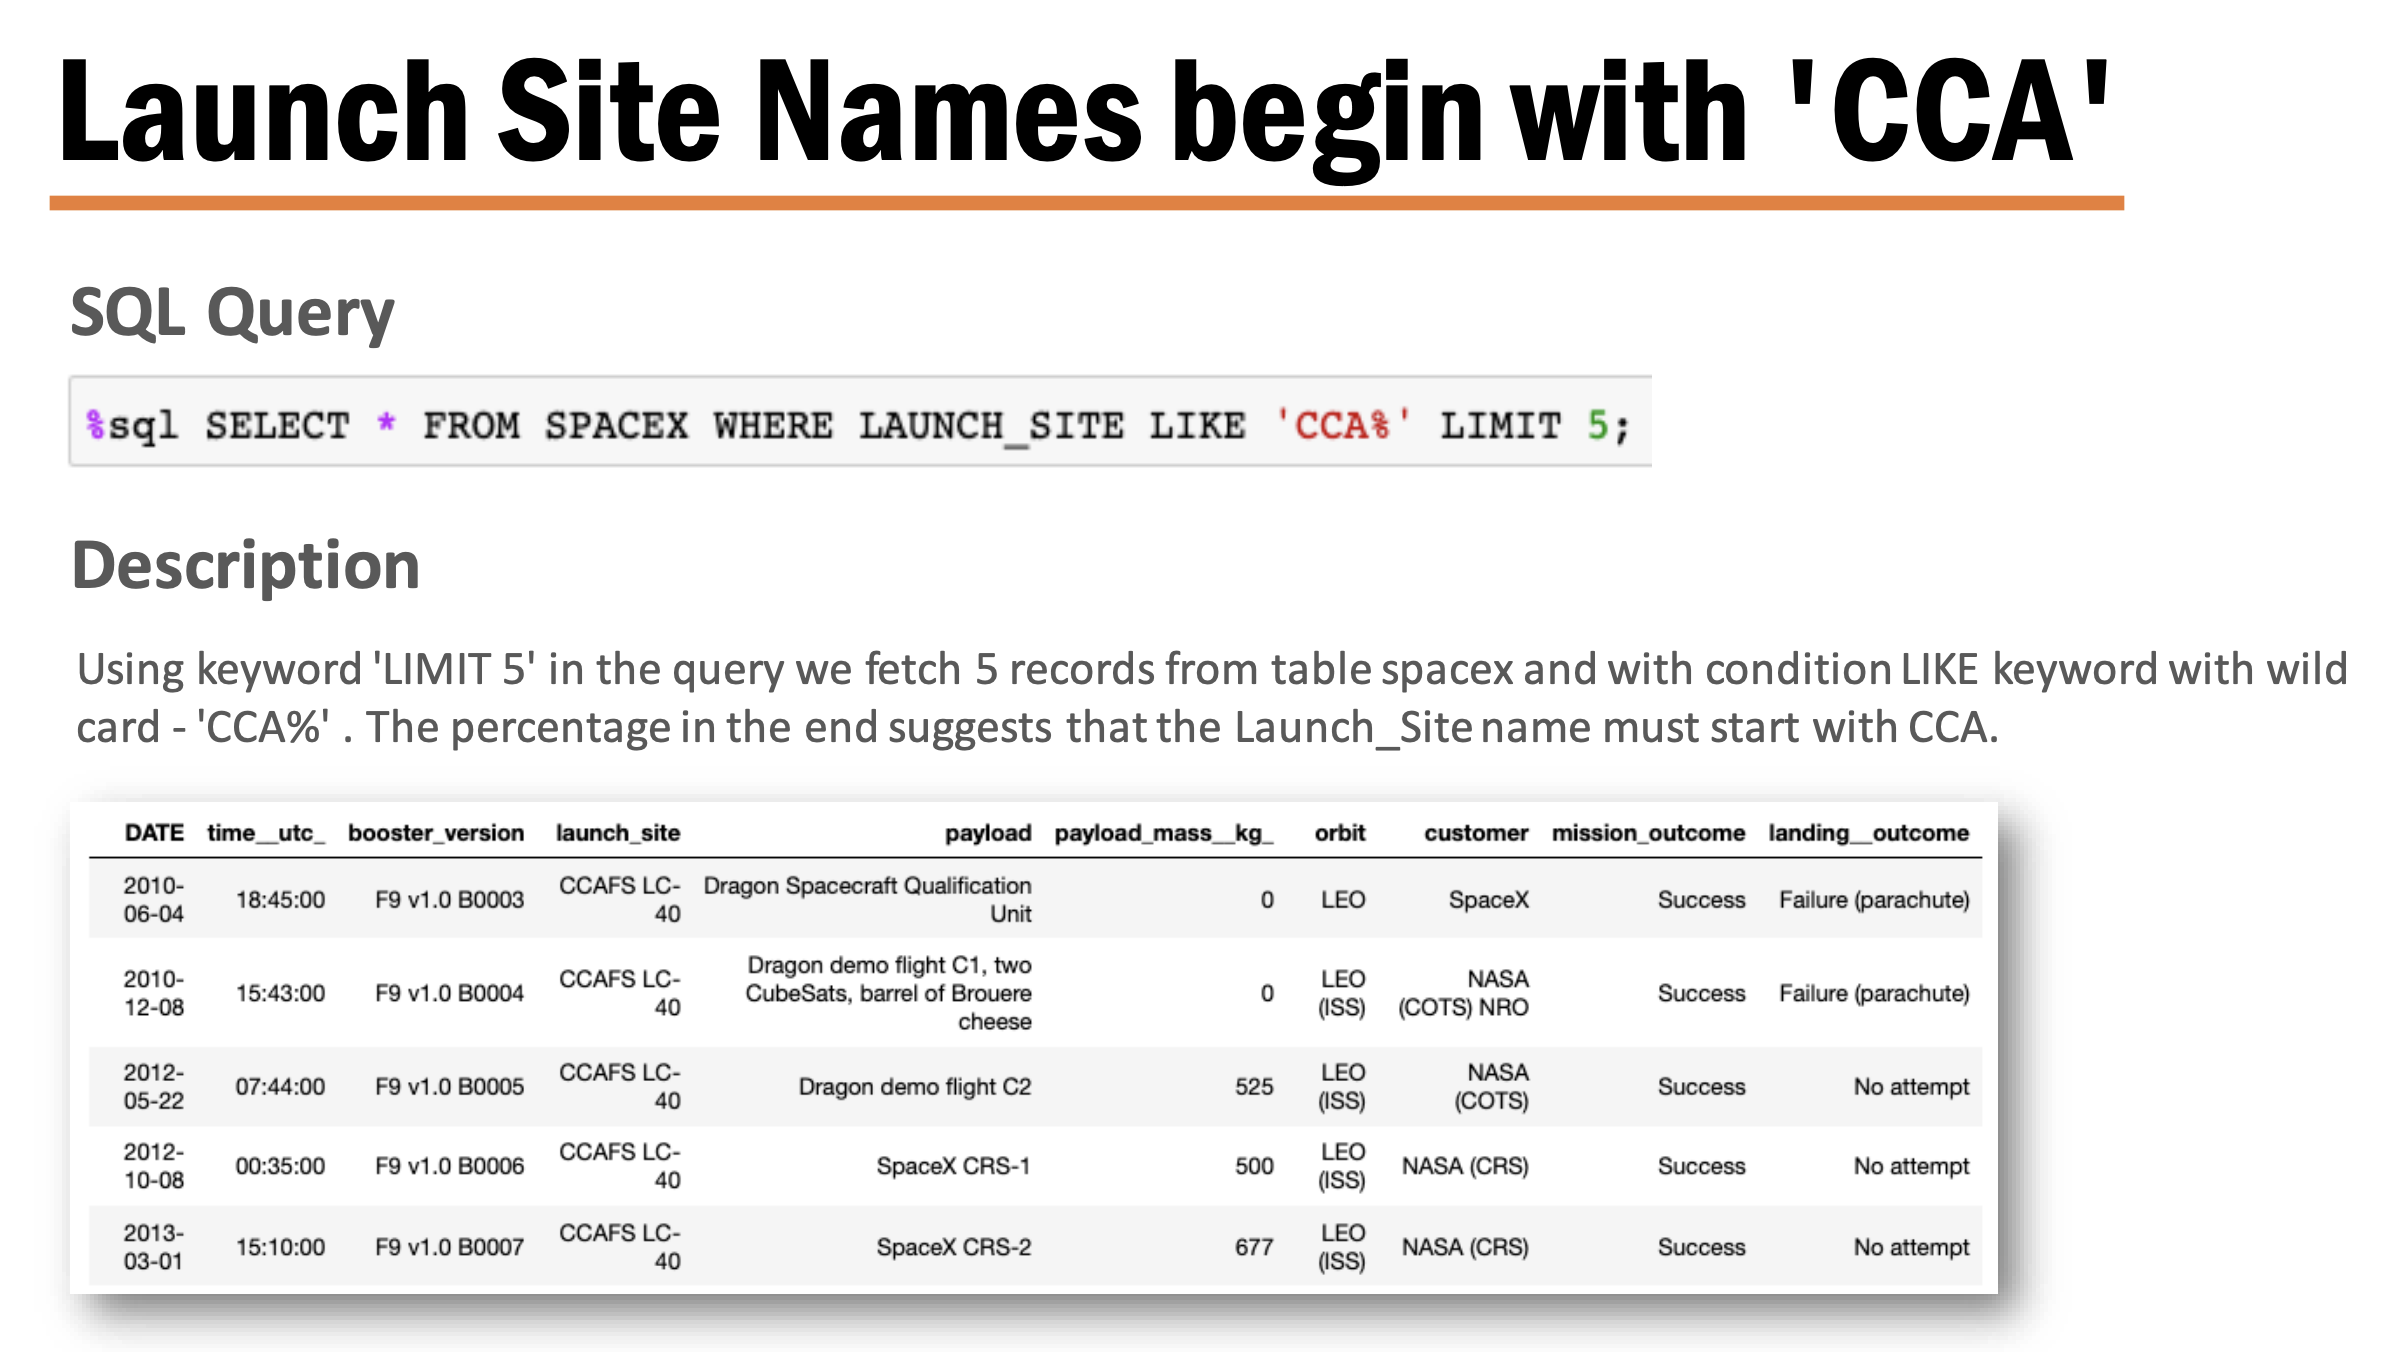 Launch Site Names begin with 'CCA'
SQL Query
%sql SELECT * FROM SPACEX WHERE LAUNCH_SITE LIKE 'CCA%' LIMIT 5;
Description
Using keyword 'LIMIT 5' in the query we fetch 5 records from table spacex and with condition LIKE keyword with wild
card - 'CCA%' . The percentage in the end suggests that the Launch_Site name must start with CCA.
DATE time__utc_ booster_version launch_site payload payload_mass__kg_ orbit customer mission_outcome landing__outcome
2010-06-04 18:45:00 F9 v1.0 B0003 CCAFS LC-40 Dragon Spacecraft Qualification Unit 0 LEO SpaceX Success Failure (parachute)
2010-12-08 15:43:00 F9 v1.0 B0004 CCAFS LC-40 Dragon demo flight C1, two CubeSats, barrel of Brouere cheese 0 LEO (ISS) NASA (COTS) NRO Success Failure (parachute)
2012-05-22 07:44:00 F9 v1.0 B0005 CCAFS LC-40 Dragon demo flight C2 525 LEO (ISS) NASA (COTS) Success No attempt
2012-10-08 00:35:00 F9 v1.0 B0006 CCAFS LC-40 SpaceX CRS-1 500 LEO (ISS) NASA (CRS) Success No attempt
2013-03-01 15:10:00 F9 v1.0 B0007 CCAFS LC-40 SpaceX CRS-2 677 LEO (ISS) NASA (CRS) Success No attempt